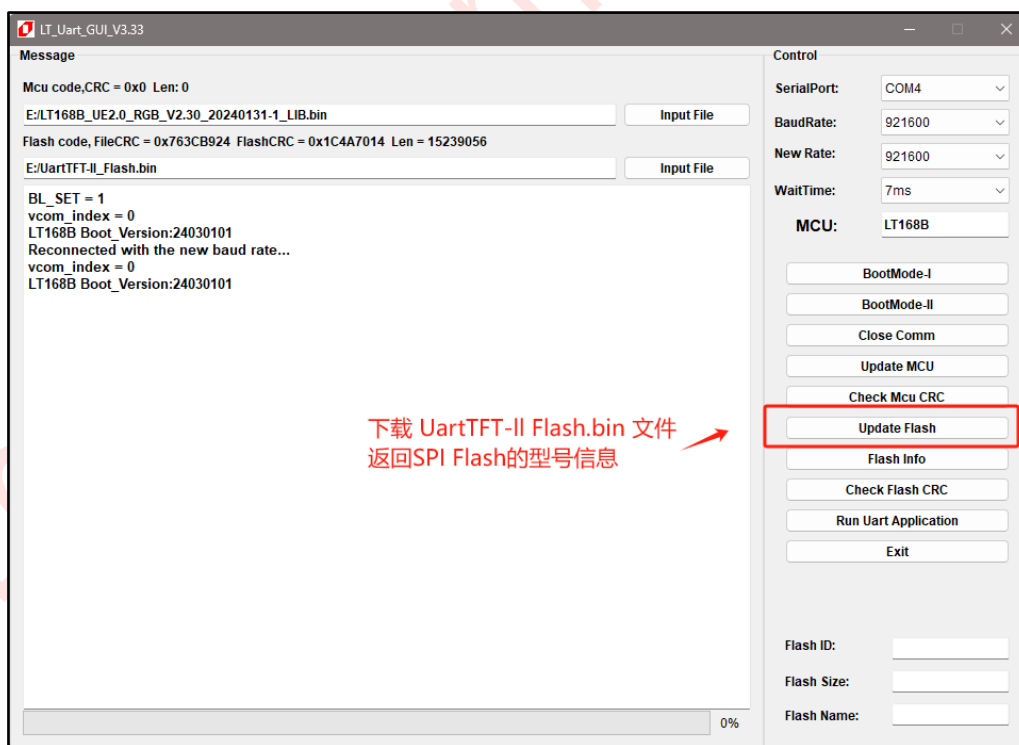 LT_Uart_GUI_V3.33
Message
Mcu code,CRC = 0x0 Len: 0
E:/LT168B_UE2.0_RGB_V2.30_20240131-1_LIB.bin
Input File
Flash code, FileCRC = 0x763CB924 FlashCRC = 0x1C4A7014 Len = 15239056
E:/UartTFT-II_Flash.bin
Input File
BL_SET = 1
vcom_index = 0
LT168B Boot_Version:24030101
Reconnected with the new baud rate...
vcom_index = 0
LT168B Boot_Version:24030101
下载 UartTFT-ll Flash.bin 文件
返回SPI Flash的型号信息
0%
Control
SerialPort: COM4
BaudRate: 921600
New Rate: 921600
WaitTime: 7ms
MCU: LT168B
BootMode-I
BootMode-II
Close Comm
Update MCU
Check Mcu CRC
Update Flash
Flash Info
Check Flash CRC
Run Uart Application
Exit
Flash ID:
Flash Size:
Flash Name: